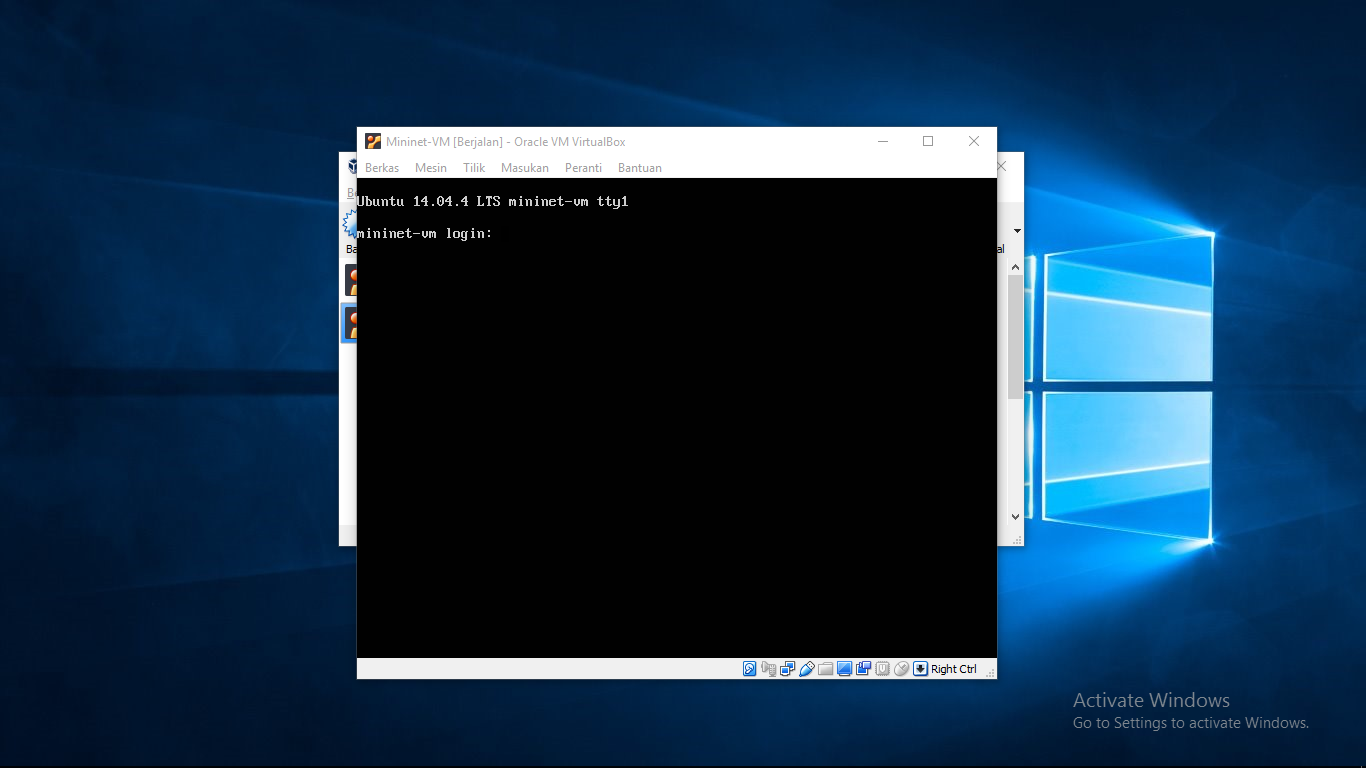 Mininet-VM [Berjalan] - Oracle VM VirtualBox
Berkas Mesin Tilik Masukan Peranti Bantuan
Ubuntu 14.04.4 LTS mininet-vm tty1
mininet-vm login:
Right Ctrl
Activate Windows
Go to Settings to activate Windows.